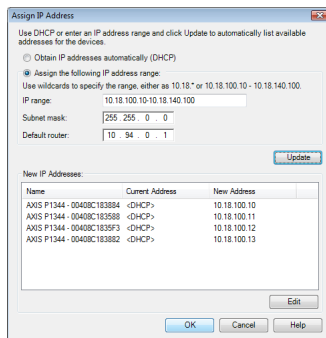 Assign IP Address
Use DHCP or enter an IP address range and click Update to automatically list available
addresses for the devices.
Obtain IP addresses automatically (DHCP)
Assign the following IP address range:
Use wildcards to specify the range, either as 10.18.* or 10.18.100.10 - 10.18.140.100.
IP range: 10.18.100.10-10.18.140.100
Subnet mask: 255 . 255 . 0 . 0
Default router: 10 . 94 . 0 . 1
Update
New IP Addresses:
Name Current Address New Address
AXIS P1344 - 00408C183884 <DHCP> 10.18.100.10
AXIS P1344 - 00408C183588 <DHCP> 10.18.100.11
AXIS P1344 - 00408C1835F3 <DHCP> 10.18.100.12
AXIS P1344 - 00408C183882 <DHCP> 10.18.100.13
Edit
OK Cancel Help